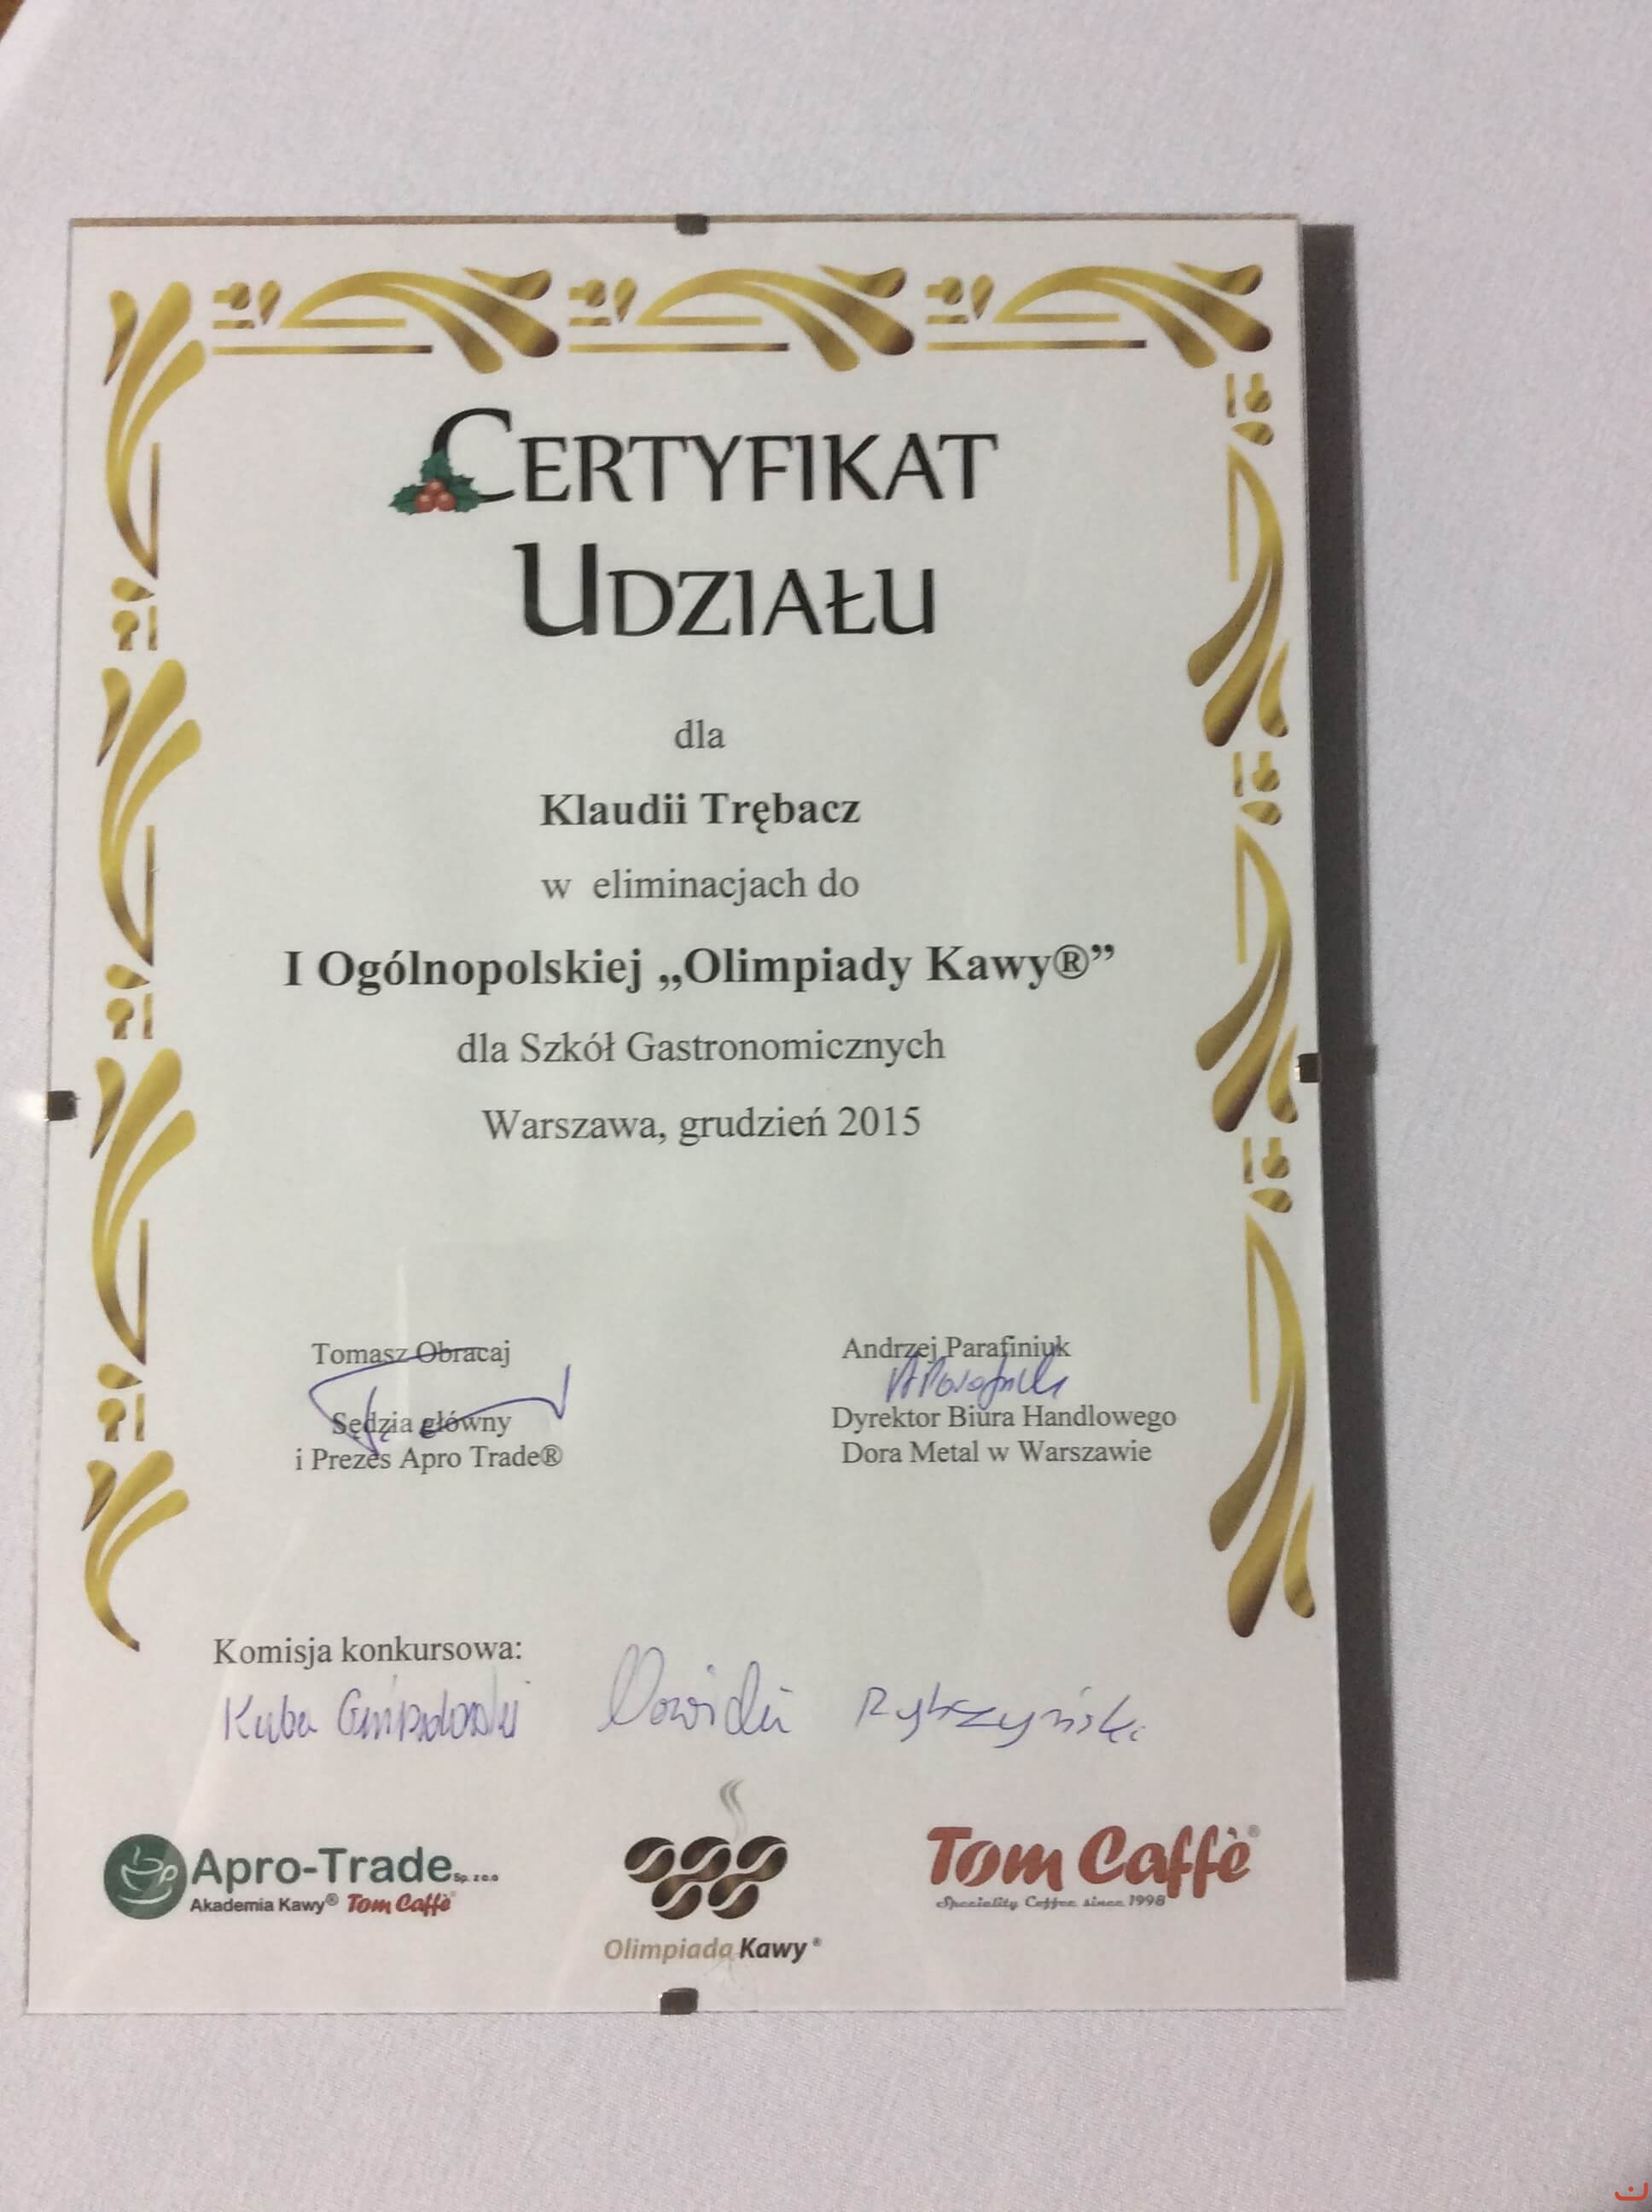 CERTYFIKAT
UDZIAŁU
dla
Klaudii Trębacz
w eliminacjach do
I Ogólnopolskiej „Olimpiady Kawy®”
dla Szkół Gastronomicznych
Warszawa, grudzień 2015
Tomasz Obracaj
Sędzia główny
i Prezes Apro Trade®
Andrzej Parafiniuk
Dyrektor Biura Handlowego
Dora Metal w Warszawie
Komisja konkursowa:
Kuba
Apro-Trade Sp. z o.o
Akademia Kawy® Tom Caffè
Olimpiada Kawy®
Tom Caffè®
Speciality Coffee since 1998